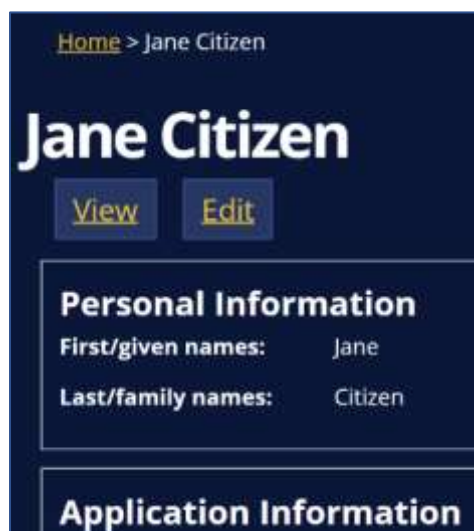 Home > Jane Citizen
Jane Citizen
View Edit
Personal Information
First/given names: Jane
Last/family names: Citizen
Application Information